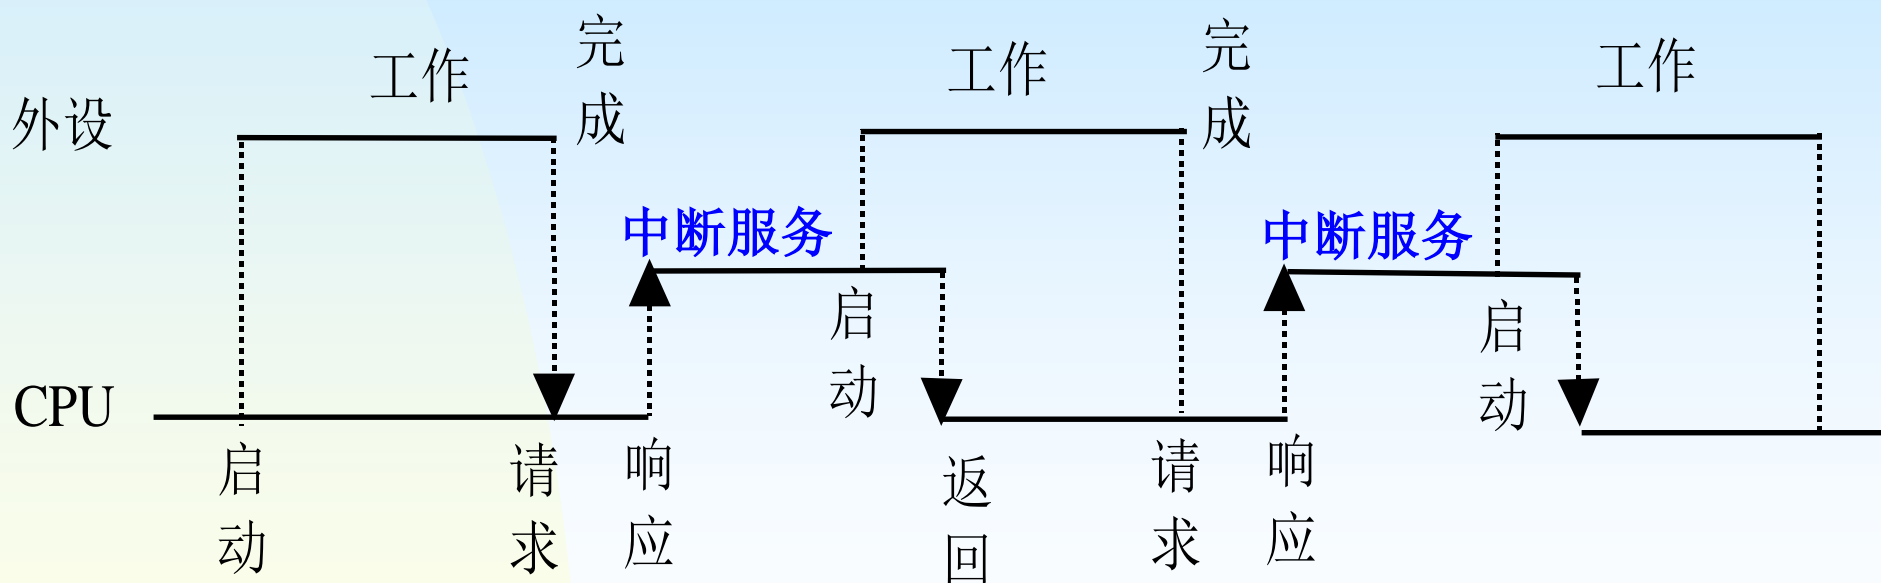 外设
工作
完成
工作
完成
工作
中断服务
启动
中断服务
启动
CPU
启动
请求
响应
返回
请求
响应